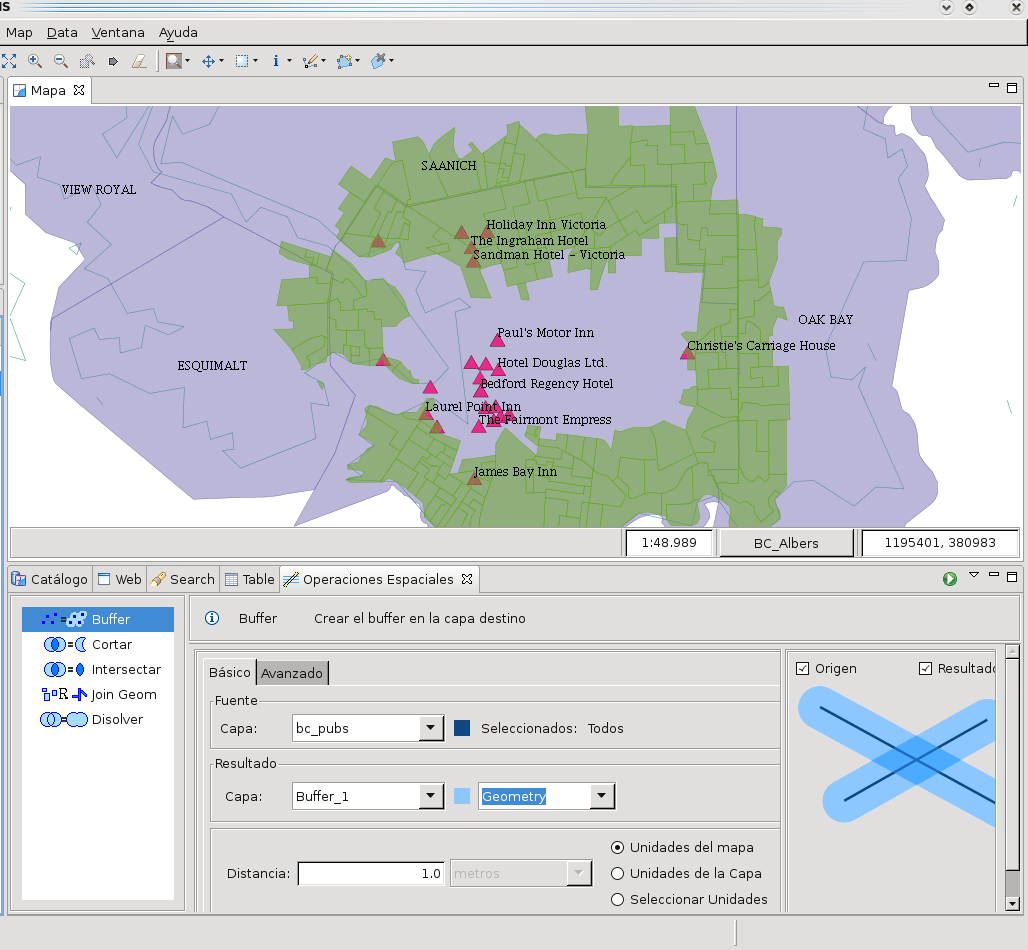 IS
Map Data Ventana Ayuda
Mapa
SAANICH
VIEW ROYAL
Holiday Inn Victoria
The Ingraham Hotel
Sandman Hotel - Victoria
OAK BAY
Paul's Motor Inn
Christie's Carriage House
ESQUIMALT
Hotel Douglas Ltd.
Bedford Regency Hotel
Laurel Point Inn
The Fairmont Empress
James Bay Inn
1:48.989 BC_Albers 1195401, 380983
Catálogo Web Search Table Operaciones Espaciales
Buffer
Cortar
Intersectar
Join Geom
Disolver
Buffer Crear el buffer en la capa destino
Básico Avanzado
Fuente
Capa: bc_pubs Seleccionados: Todos
Resultado
Capa: Buffer_1 Geometry
Distancia: 1.0 metros
Unidades del mapa
Unidades de la Capa
Seleccionar Unidades
Origen Resultado